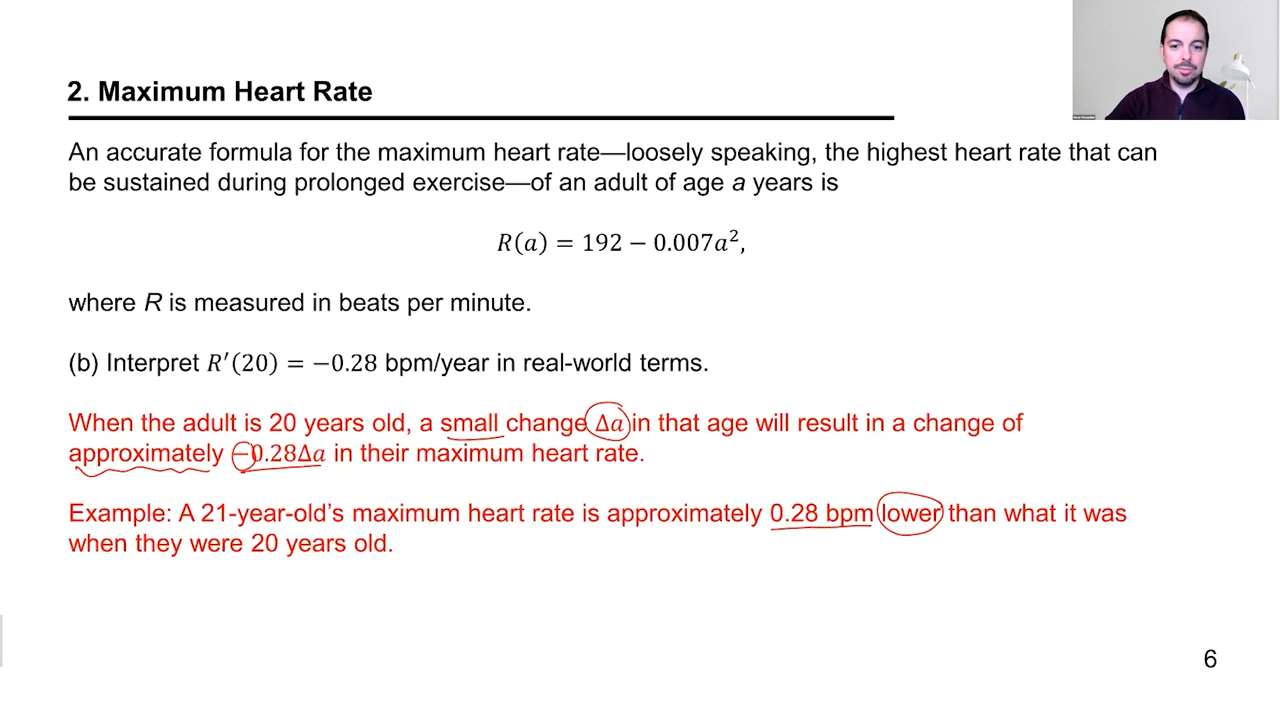 2. Maximum Heart Rate
An accurate formula for the maximum heart rate—loosely speaking, the highest heart rate that can
be sustained during prolonged exercise—of an adult of age a years is
R(a) = 192 − 0.007a²,
where R is measured in beats per minute.
(b) Interpret R′(20) = −0.28 bpm/year in real-world terms.
When the adult is 20 years old, a small change Δa in that age will result in a change of
approximately −0.28Δa in their maximum heart rate.
Example: A 21-year-old’s maximum heart rate is approximately 0.28 bpm lower than what it was
when they were 20 years old.
6